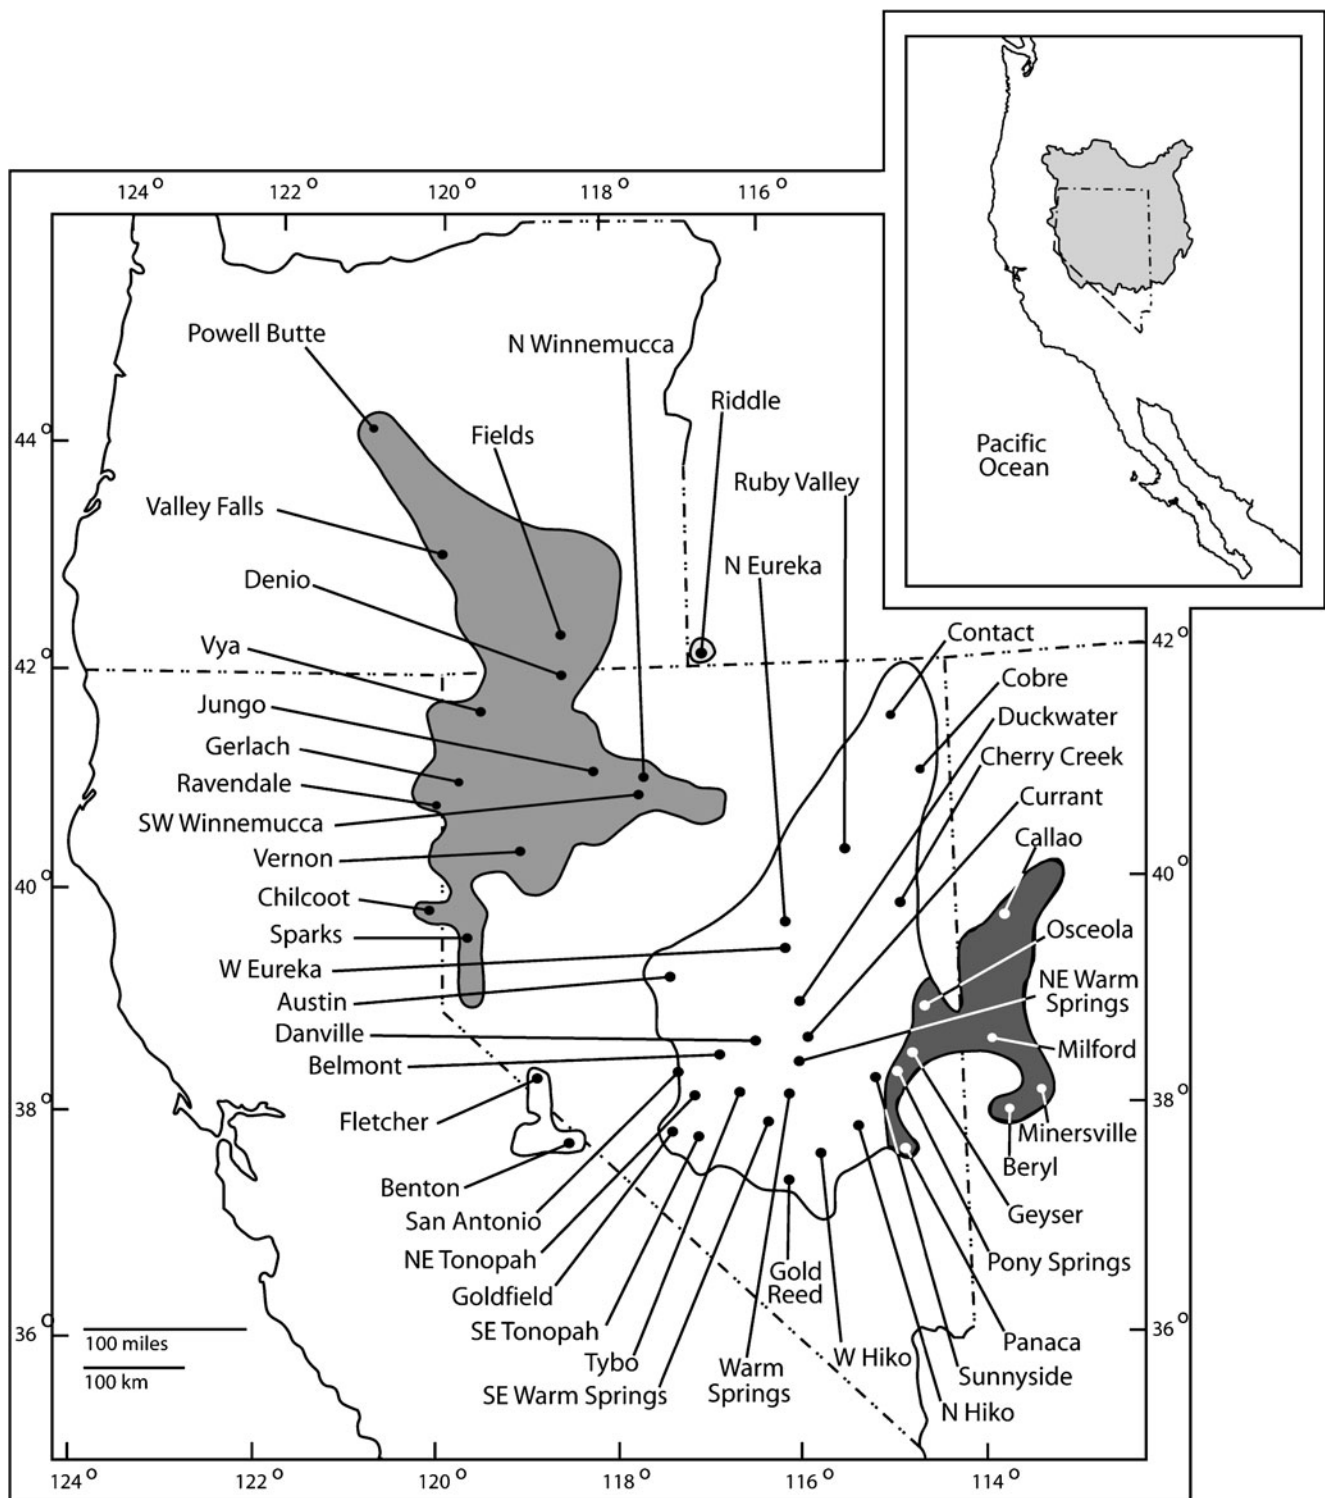 124°
122°
120°
118°
116°
Pacific
Ocean
Powell Butte
N Winnemucca
Riddle
44°
Fields
Ruby Valley
Valley Falls
N Eureka
Denio
Contact
42°
Vya
42°
Cobre
Jungo
Duckwater
Gerlach
Cherry Creek
Ravendale
Currant
SW Winnemucca
Callao
Vernon
40°
40°
Chilcoot
Osceola
Sparks
W Eureka
NE Warm
Springs
Austin
Danville
Milford
Belmont
38°
38°
Fletcher
Minersville
Beryl
Benton
San Antonio
Geyser
NE Tonopah
Pony Springs
Gold
Reed
Goldfield
SE Tonopah
36°
36°
100 miles
Panaca
Tybo
W Hiko
Warm
Springs
Sunnyside
100 km
SE Warm Springs
N Hiko
124°
122°
120°
118°
116°
114°